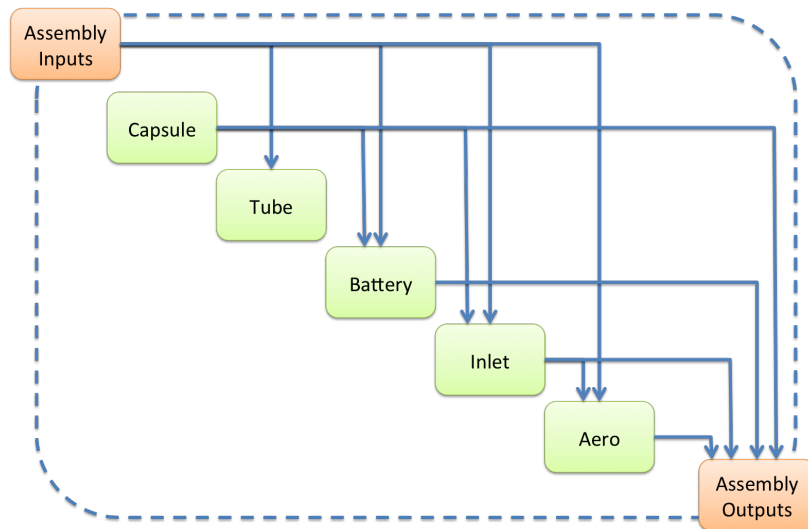 Assembly
Inputs
Capsule
Tube
Battery
Inlet
Aero
Assembly
Outputs